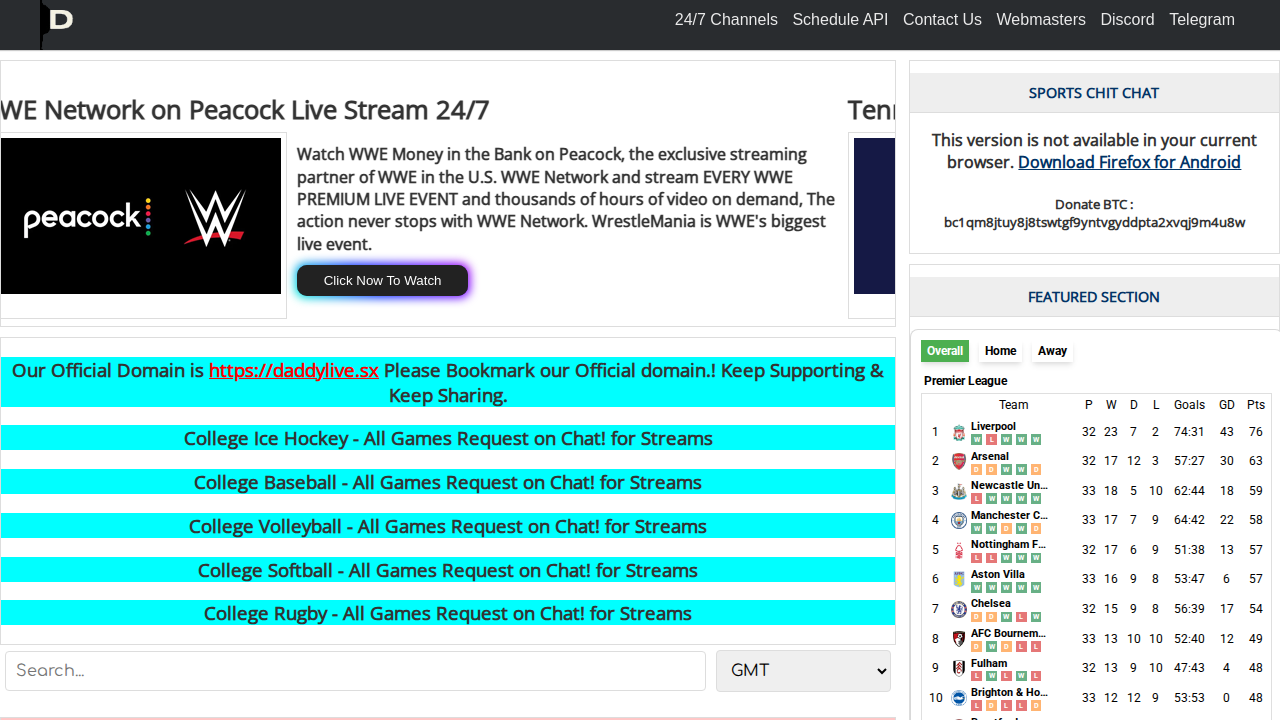 D
24/7 Channels Schedule API Contact Us Webmasters Discord Telegram
WE Network on Peacock Live Stream 24/7
Tenn
peacock
W
Watch WWE Money in the Bank on Peacock, the exclusive streaming
partner of WWE in the U.S. WWE Network and stream EVERY WWE
PREMIUM LIVE EVENT and thousands of hours of video on demand, The
action never stops with WWE Network. WrestleMania is WWE's biggest
live event.
Click Now To Watch
Our Official Domain is https://daddylive.sx Please Bookmark our Official domain.! Keep Supporting &
Keep Sharing.
College Ice Hockey - All Games Request on Chat! for Streams
College Baseball - All Games Request on Chat! for Streams
College Volleyball - All Games Request on Chat! for Streams
College Softball - All Games Request on Chat! for Streams
College Rugby - All Games Request on Chat! for Streams
Search...
GMT
SPORTS CHIT CHAT
This version is not available in your current
browser. Download Firefox for Android
Donate BTC :
bc1qm8jtuy8j8tswtgf9yntvgyddpta2xvqj9m4u8w
FEATURED SECTION
Overall Home Away
Premier League
Team P W D L Goals GD Pts
1 Liverpool 32 23 7 2 74:31 43 76
W L W W W
2 Arsenal 32 17 12 3 57:27 30 63
D D W W D
3 Newcastle Un... 33 18 5 10 62:44 18 59
L W W W W
4 Manchester C... 33 17 7 9 64:42 22 58
W W D W D
5 Nottingham F... 32 17 6 9 51:38 13 57
L L W W W
6 Aston Villa 33 16 9 8 53:47 6 57
W W W W W
7 Chelsea 32 15 9 8 56:39 17 54
D D W L W
8 AFC Bournem... 33 13 10 10 52:40 12 49
D W D L L
9 Fulham 32 13 9 10 47:43 4 48
L W L W L
10 Brighton & Ho... 33 12 12 9 53:53 0 48
L D L L D